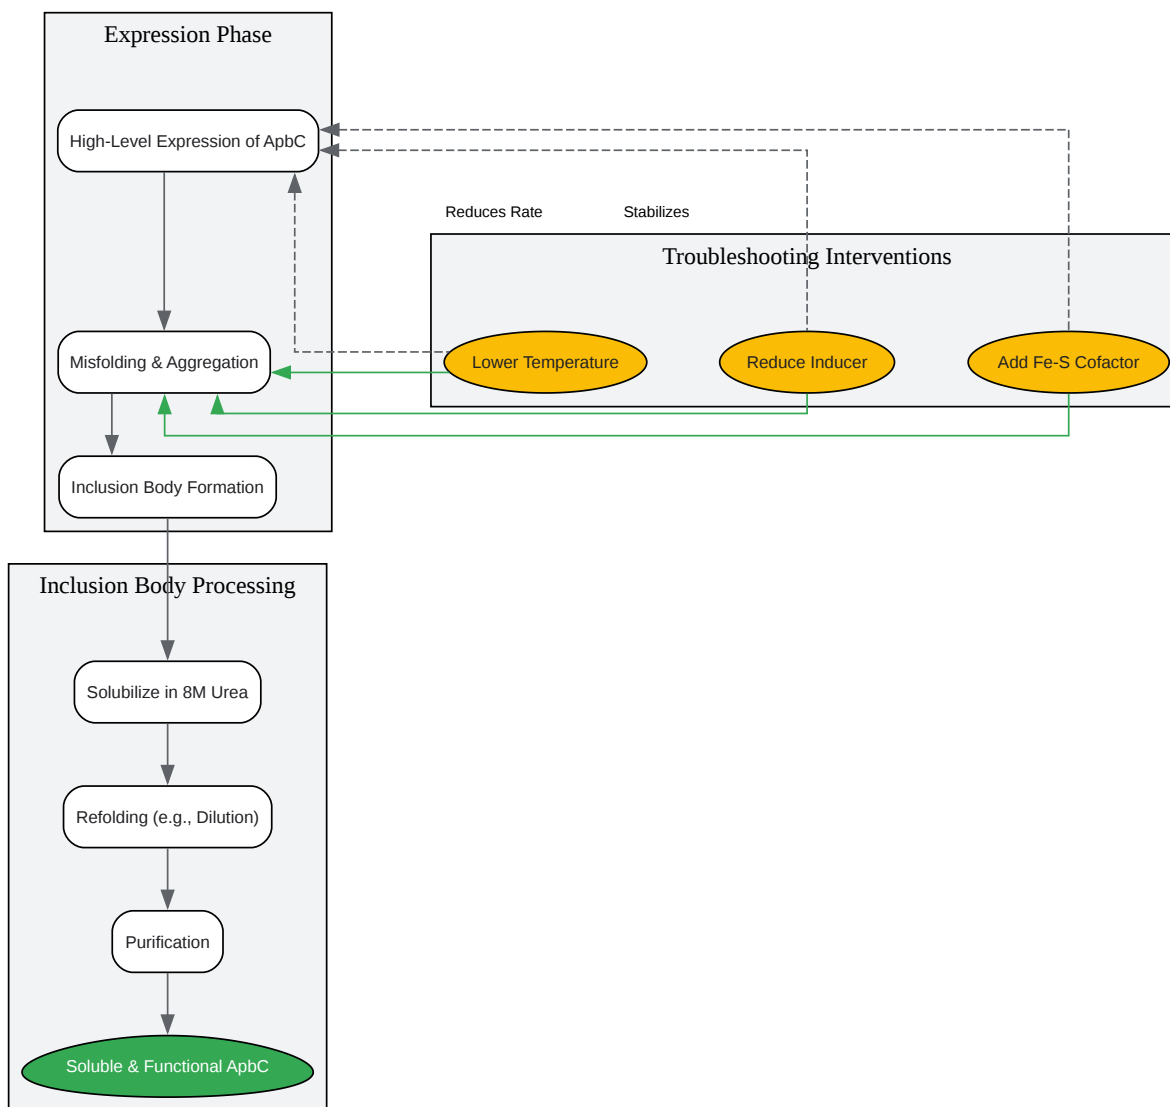 Expression Phase
High-Level Expression of ApbC
Reduces Rate
Stabilizes
Troubleshooting Interventions
Misfolding & Aggregation
Lower Temperature
Reduce Inducer
Add Fe-S Cofactor
Inclusion Body Formation
Inclusion Body Processing
Solubilize in 8M Urea
Refolding (e.g., Dilution)
Purification
Soluble & Functional ApbC